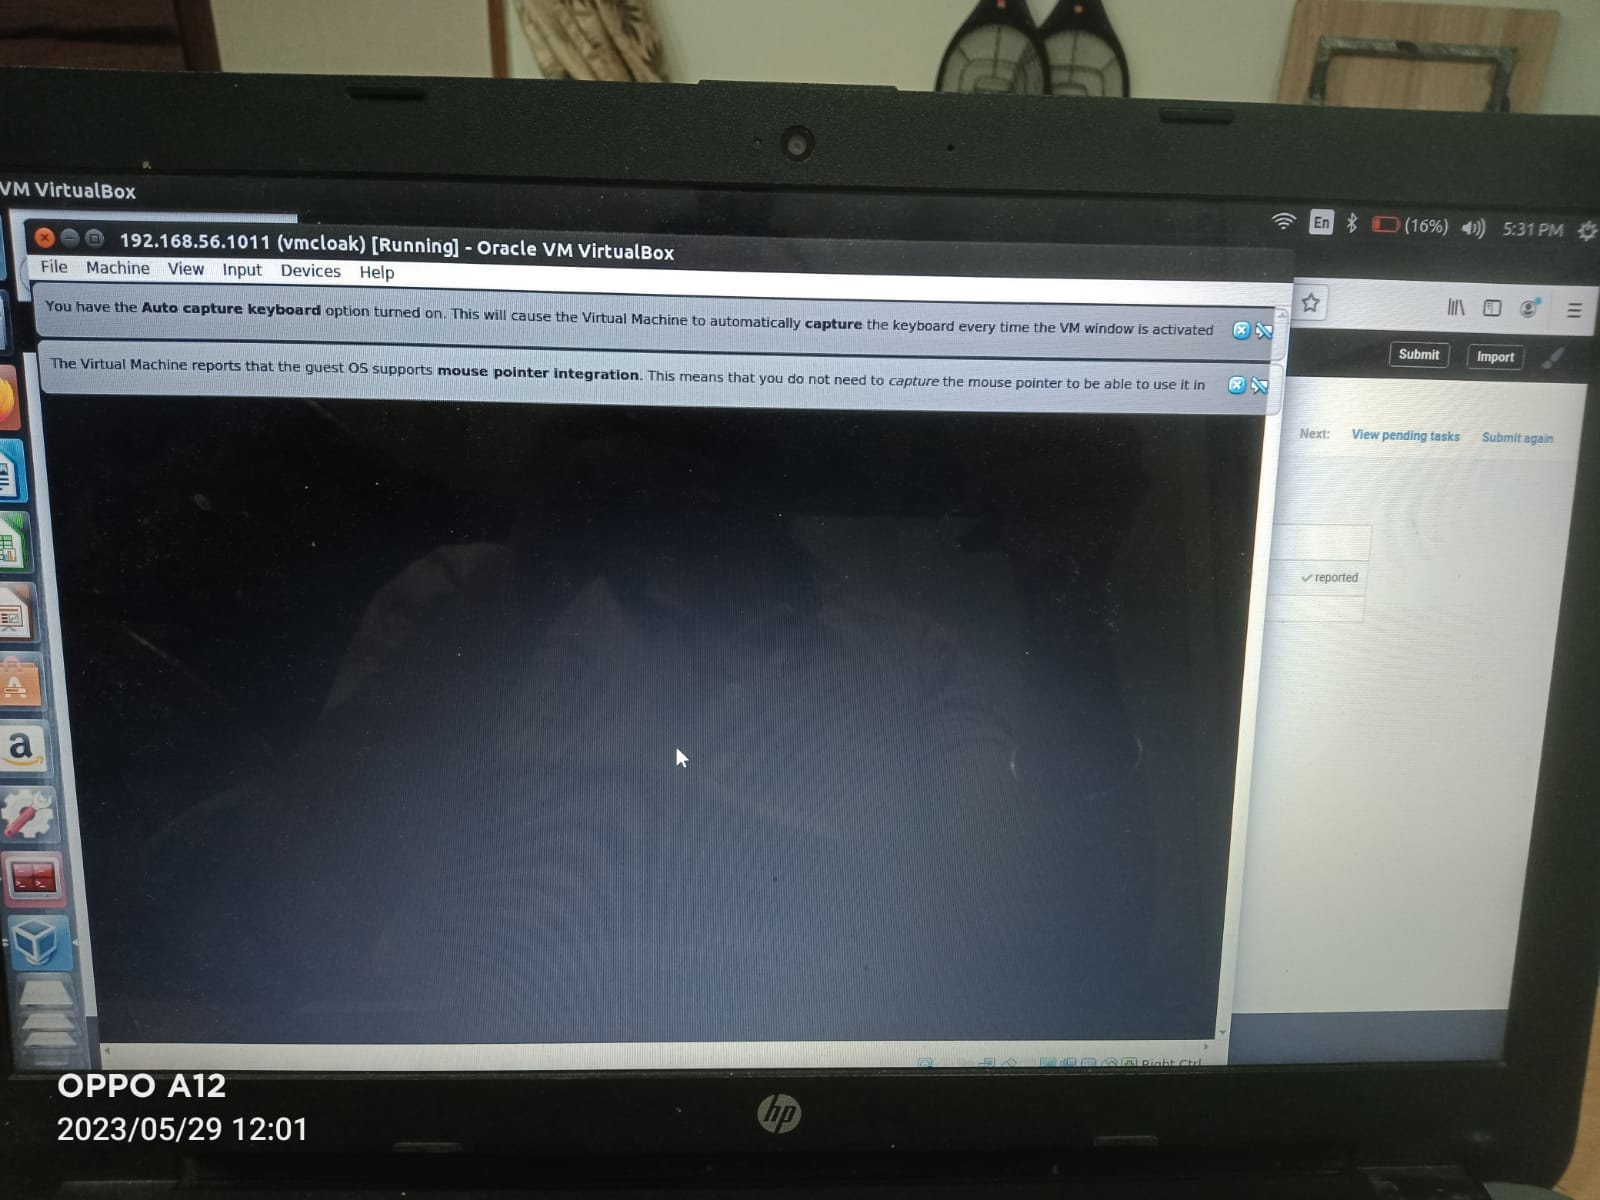 VM VirtualBox
En
(16%)
5:31 PM
192.168.56.1011 (vmcloak) [Running] - Oracle VM VirtualBox
File Machine View Input Devices Help
You have the Auto capture keyboard option turned on. This will cause the Virtual Machine to automatically capture the keyboard every time the VM window is activated
The Virtual Machine reports that the guest OS supports mouse pointer integration. This means that you do not need to capture the mouse pointer to be able to use it in
Submit
Import
Next: View pending tasks Submit again
reported
a
Right Ctrl
hp
OPPO A12
2023/05/29 12:01